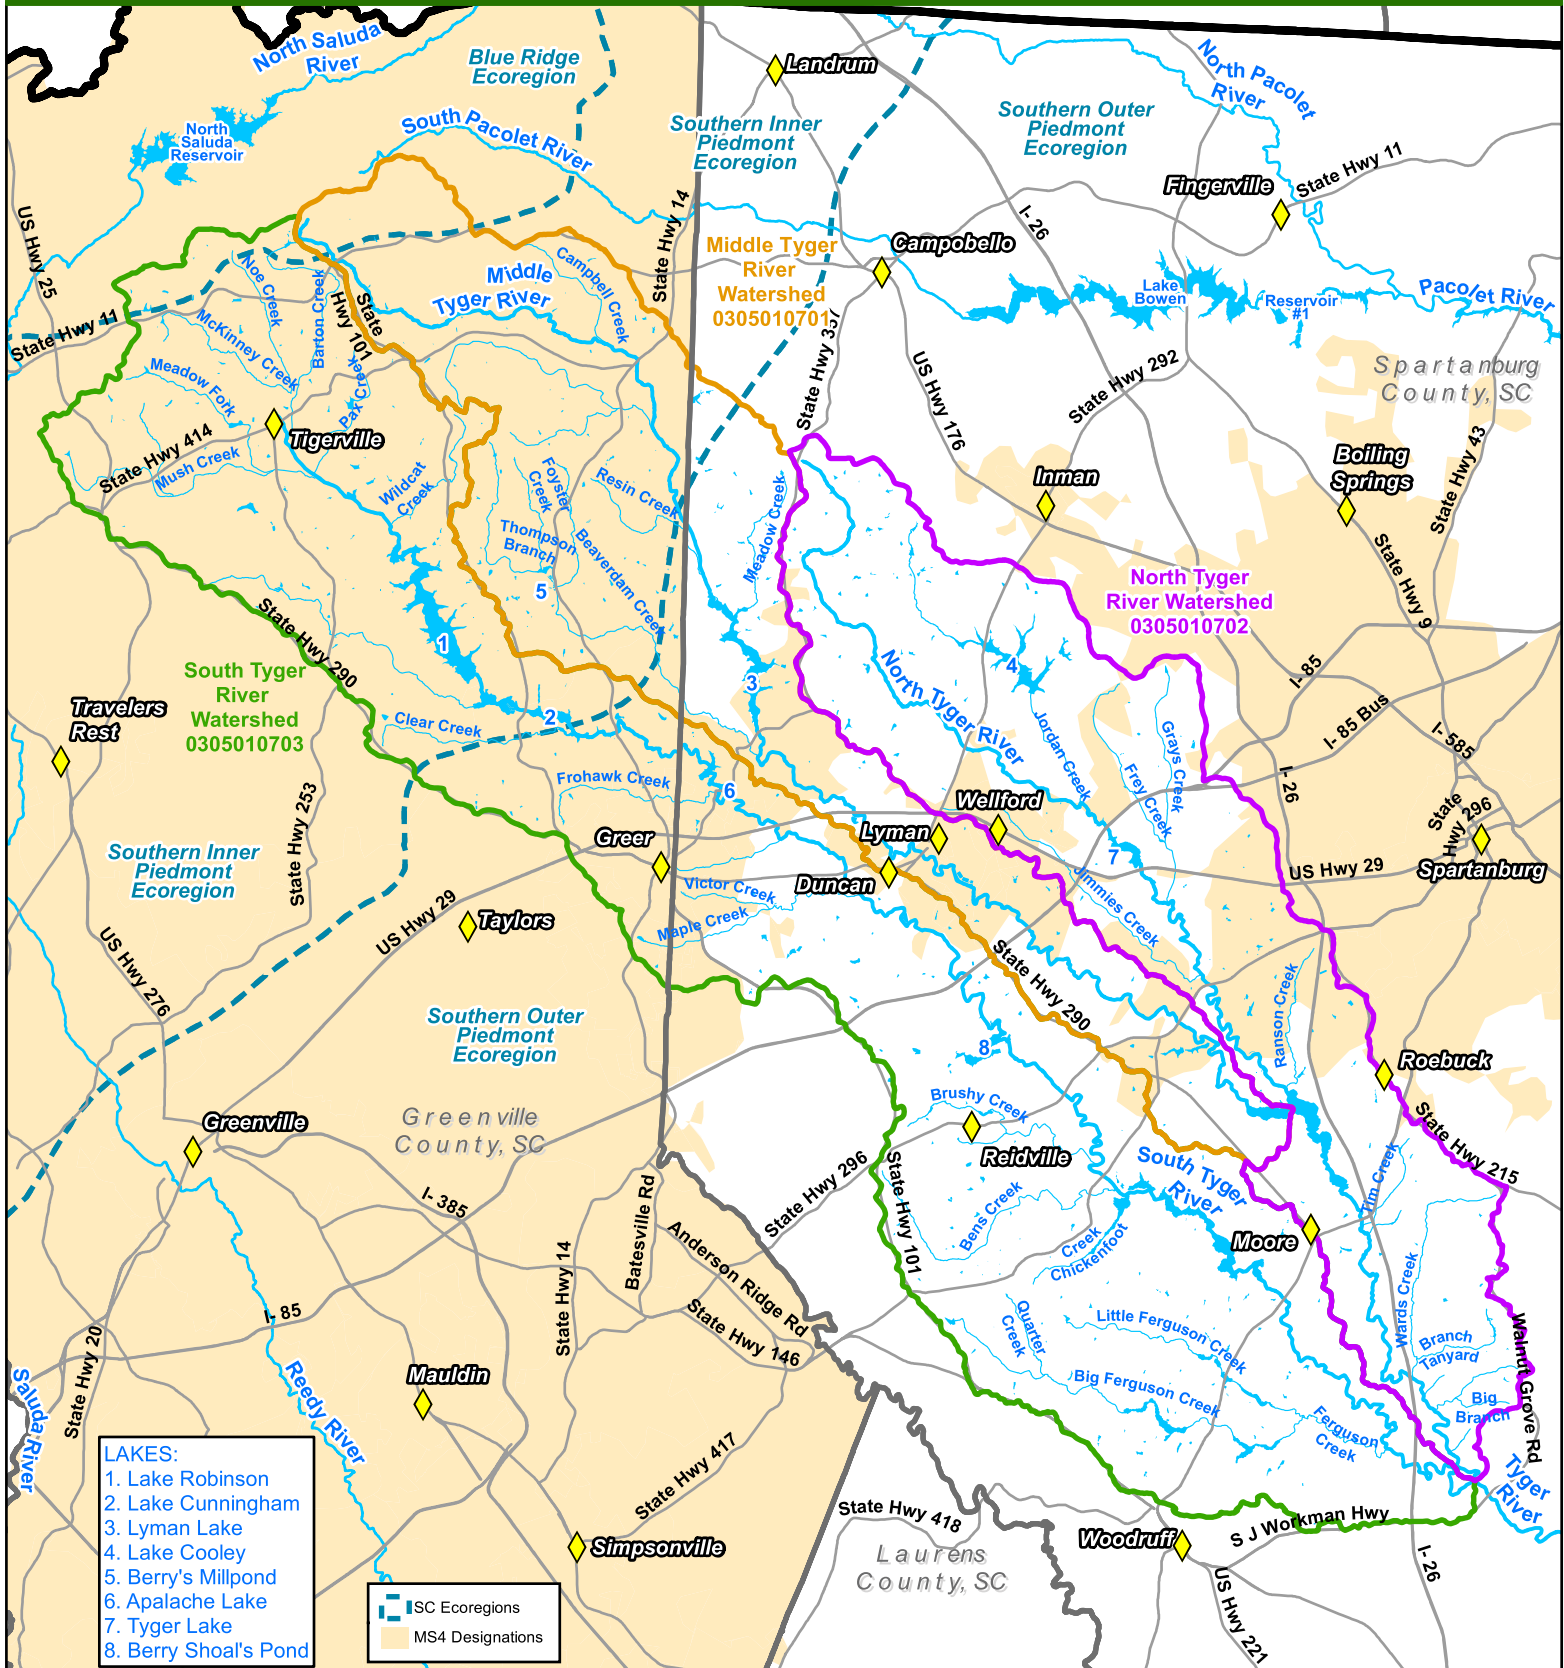 North Saluda
River
Blue Ridge
Ecoregion
Landrum
North Pacolet
River
North
Saluda
Reservoir
South Pacolet River
Southern Inner
Piedmont
Ecoregion
Southern Outer
Piedmont
Ecoregion
Fingerville
State Hwy 11
US Hwy 25
State Hwy 14
I- 26
Campobello
Middle Tyger
River
Watershed
0305010701
Middle
Tyger River
Campbell Creek
Noe Creek
Barton Creek
State
Hwy 101
Lake
Bowen
Reservoir
#1
Pacolet River
State Hwy 11
McKinney Creek
Meadow Fork
Pax Creek
State Hwy 357
US Hwy 176
State Hwy 292
Spartanburg
County, SC
Tigerville
State Hwy 414
Mush Creek
Wildcat
Creek
Foyster
Creek
Resin Creek
Thompson
Branch
Beaverdam Creek
5
Meadow Creek
Inman
Boiling
Springs
State Hwy 43
State Hwy 9
North Tyger
River Watershed
0305010702
State Hwy 290
1
South Tyger
River
Watershed
0305010703
Travelers
Rest
2
3
4
Clear Creek
North Tyger River
Jordan Creek
Grays Creek
Frey Creek
I- 85
I- 85 Bus
I- 585
I- 26
State
Hwy 296
Frohawk Creek
6
Wellford
Lyman
Duncan
7
US Hwy 29
Spartanburg
State Hwy 253
Southern Inner
Piedmont
Ecoregion
Greer
Victor Creek
Maple Creek
Jimmies Creek
US Hwy 29
Taylors
US Hwy 276
Southern Outer
Piedmont
Ecoregion
State Hwy 290
Ranson Creek
8
Roebuck
Greenville
Greenville
County, SC
Brushy Creek
Reidville
State Hwy 215
South Tyger
River
Tim Creek
I- 385
Batesville Rd
State Hwy 296
State Hwy 101
Bens Creek
Creek
Chickenfoot
Moore
Anderson Ridge Rd
State Hwy 14
State Hwy 146
Wards Creek
Walnut Grove Rd
I- 85
State Hwy 20
Quarter
Creek
Little Ferguson Creek
Branch
Tanyard
Big Ferguson Creek
Big
Branch
Ferguson
Creek
Mauldin
Reedy River
Saluda River
State Hwy 417
Tyger
River
State Hwy 418
Laurens
County, SC
Woodruff
S J Workman Hwy
I- 26
US Hwy 221
Simpsonville
LAKES:
1. Lake Robinson
2. Lake Cunningham
3. Lyman Lake
4. Lake Cooley
5. Berry's Millpond
6. Apalache Lake
7. Tyger Lake
8. Berry Shoal's Pond
SC Ecoregions
MS4 Designations